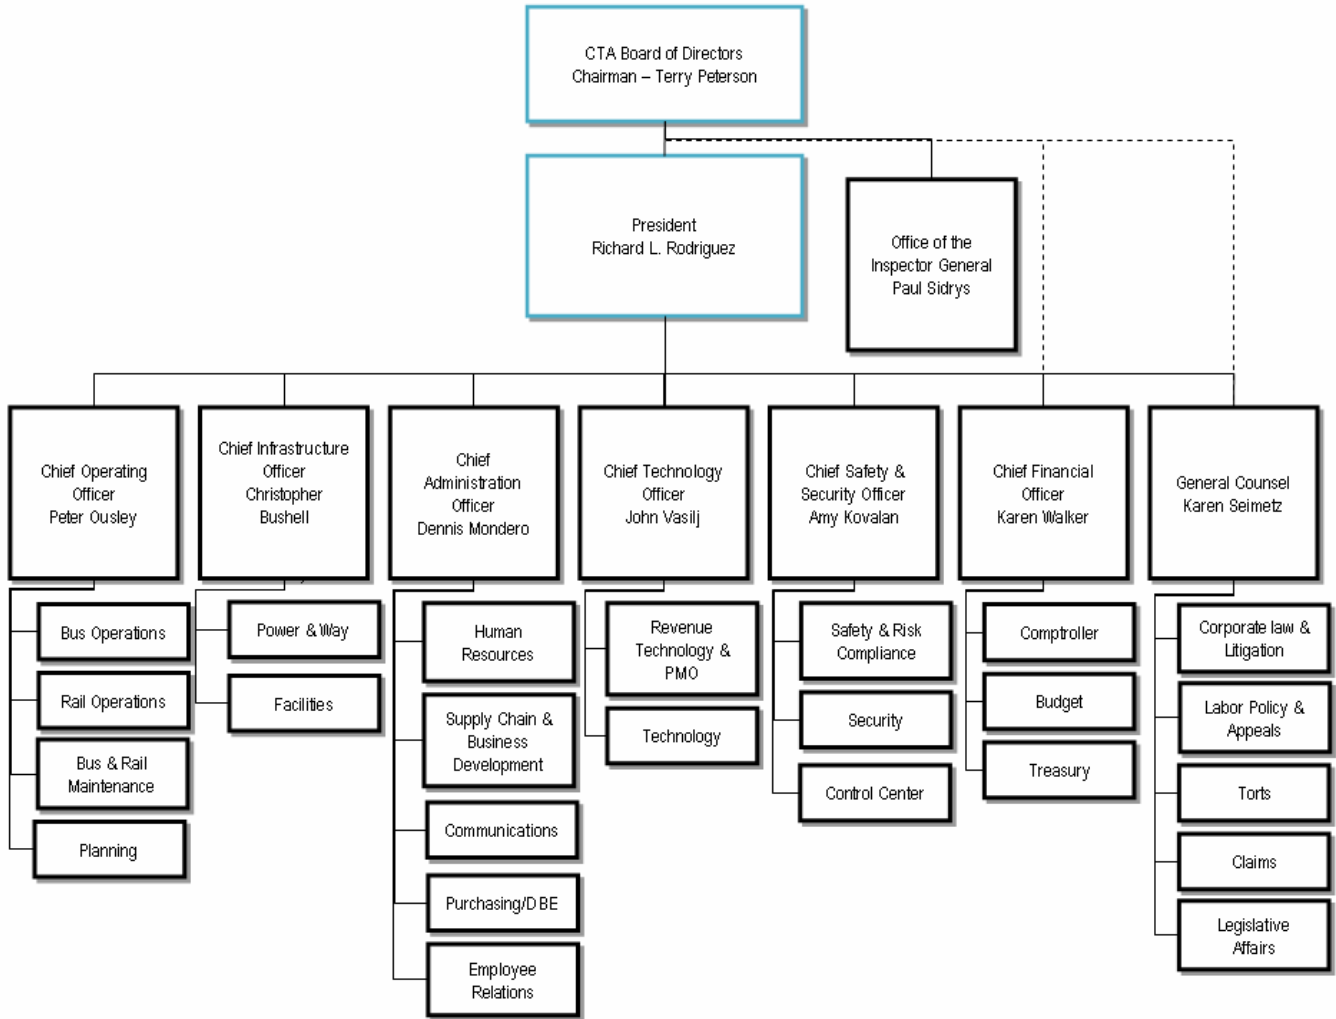 CTA Board of Directors
Chairman – Terry Peterson
President
Richard L. Rodriguez
Office of the
Inspector General
Paul Sidrys
Chief Operating
Officer
Peter Ousley
Chief Infrastructure
Officer
Christopher
Bushell
Chief
Administration
Officer
Dennis Mondero
Chief Technology
Officer
John Vasilj
Chief Safety &
Security Officer
Amy Kovalan
Chief Financial
Officer
Karen Walker
General Counsel
Karen Seimetz
Bus Operations
Rail Operations
Bus & Rail
Maintenance
Planning
Power & Way
Facilities
Human
Resources
Supply Chain &
Business
Development
Communications
Purchasing/DBE
Employee
Relations
Revenue
Technology &
PMO
Technology
Safety & Risk
Compliance
Security
Control Center
Comptroller
Budget
Treasury
Corporate law &
Litigation
Labor Policy &
Appeals
Torts
Claims
Legislative
Affairs